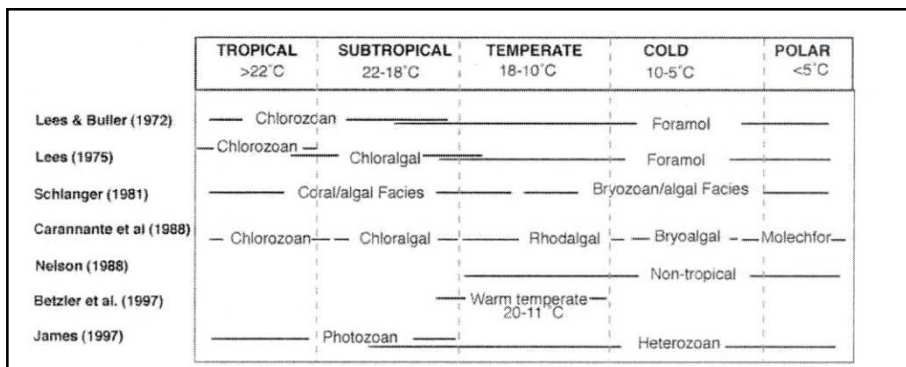 TROPICAL SUBTROPICAL TEMPERATE COLD POLAR
>22°C 22-18°C 18-10°C 10-5°C <5°C
Lees & Buller (1972) Chlorozoan Foramol
Chlorozoan
Lees (1975) Chloralgal Foramol
Schlanger (1981) Coral/algal Facies Bryozoan/algal Facies
Carannante et al (1988) Chlorozoan Chloralgal Rhodalgal Bryoalgal Molechfor
Nelson (1988) Non-tropical
Betzler et al. (1997) Warm temperate
20-11°C
James (1997) Photozoan Heterozoan